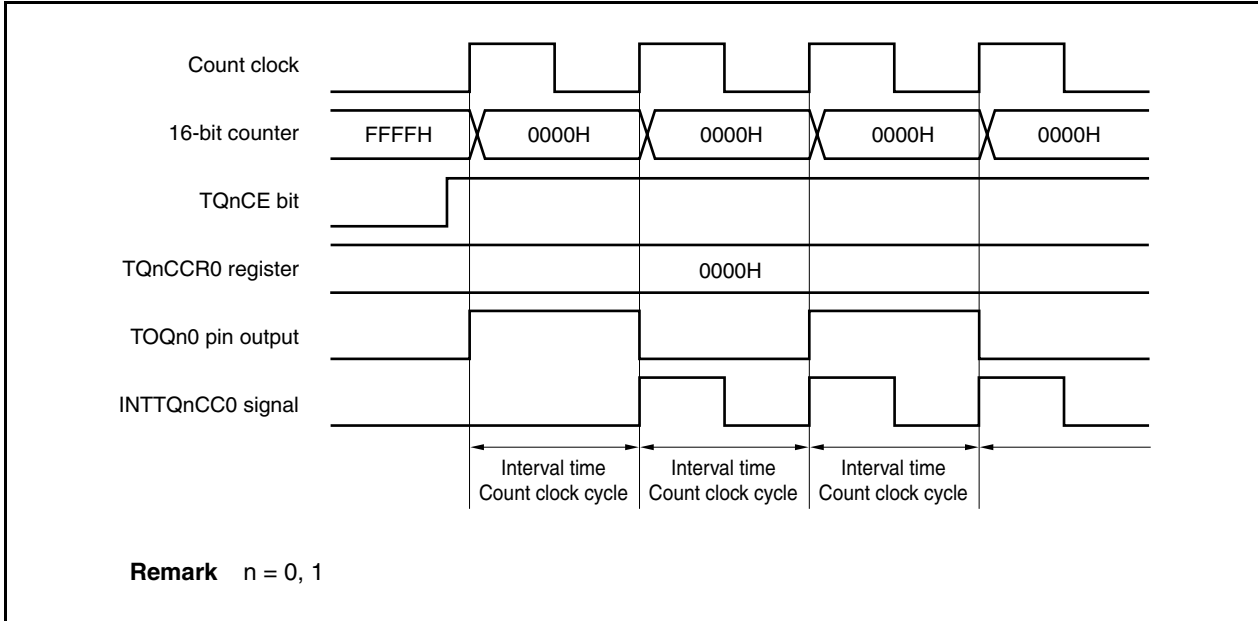 Count clock
16-bit counter FFFFH 0000H 0000H 0000H 0000H
TQnCE bit
TQnCCR0 register 0000H
TOQn0 pin output
INTTQnCC0 signal
Interval time Interval time Interval time
Count clock cycle Count clock cycle Count clock cycle
Remark n = 0, 1